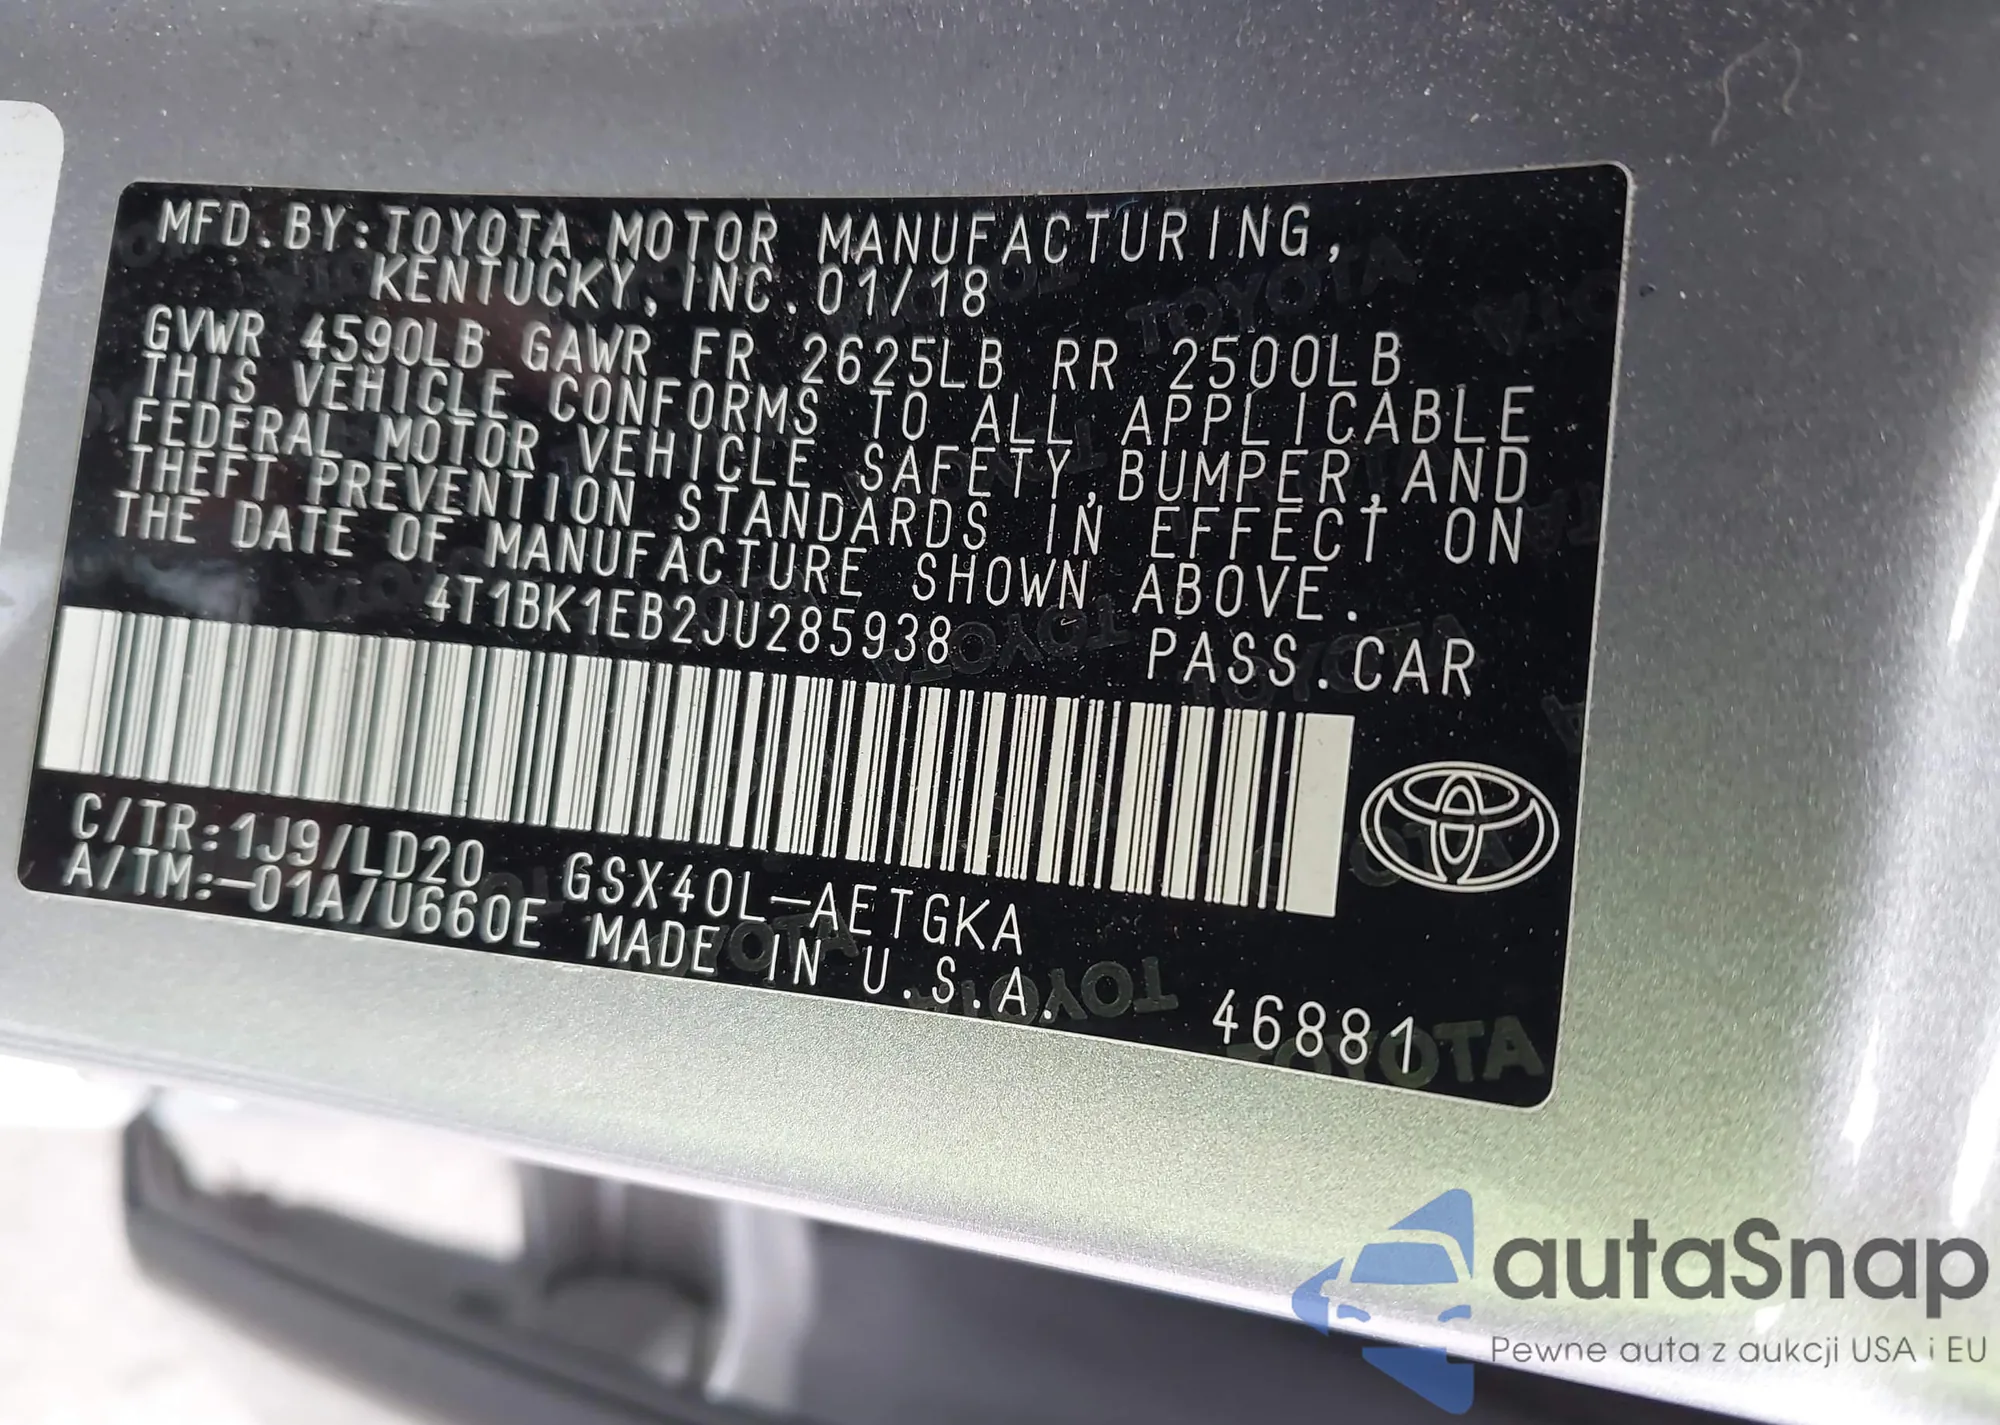 MFD.BY:TOYOTA MOTOR MANUFACTURING,
KENTUCKY, INC. 01/18
GVWR 4590LB GAWR FR 2625LB RR 2500LB
THIS VEHICLE CONFORMS TO ALL APPLICABLE
FEDERAL MOTOR VEHICLE SAFETY,BUMPER,AND
THEFT PREVENTION STANDARDS IN EFFECT ON
THE DATE OF MANUFACTURE SHOWN ABOVE.
4T1BK1EB2JU285938 PASS.CAR
C/TR:1J9/LD20 GSX40L-AETGKA
A/TM:-01A/U660E MADE IN U.S.A.
46881
autaSnap
Pewne auta z aukcji USA i EU